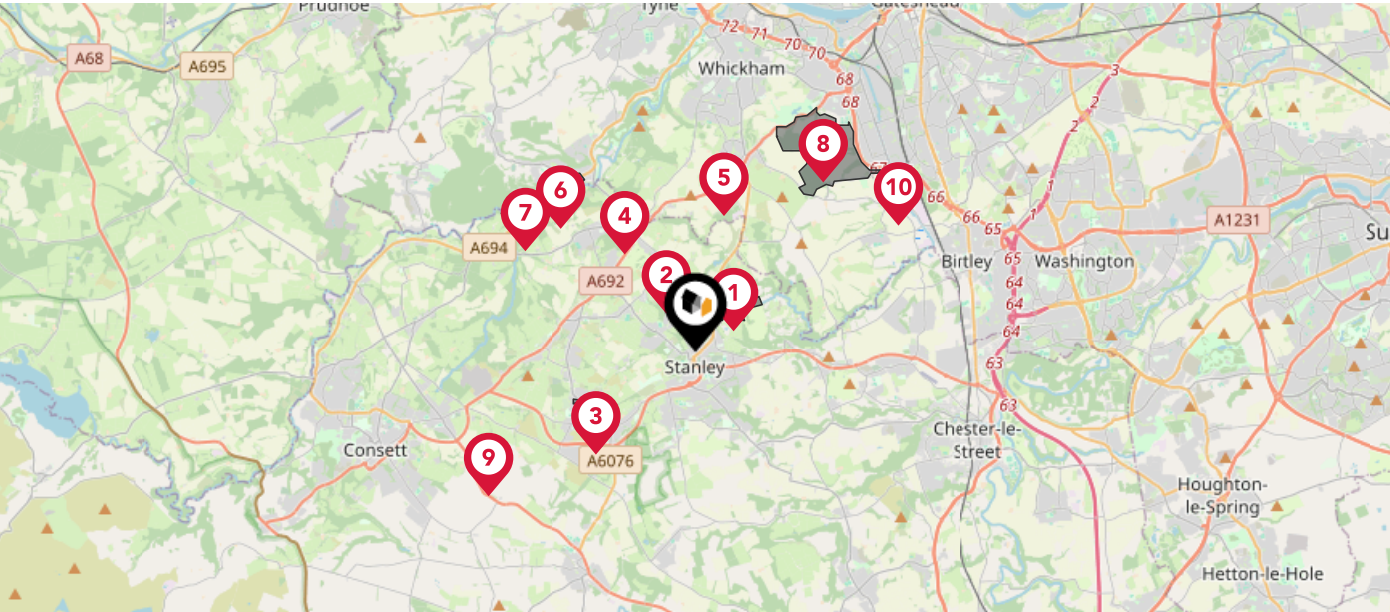 Prudhoe
Tyne
Gateshead
72
71
70
70
A68
A695
Whickham
68
3
68
2
2
8
67
5
6
10
1
7
4
66
66
1
A694
65
A1231
Su
2
A692
1
Birtley
65
Washington
64
64
64
Stanley
63
3
63
Chester-le-
Street
Consett
9
A6076
Houghton-
le-Spring
Hetton-le-Hole